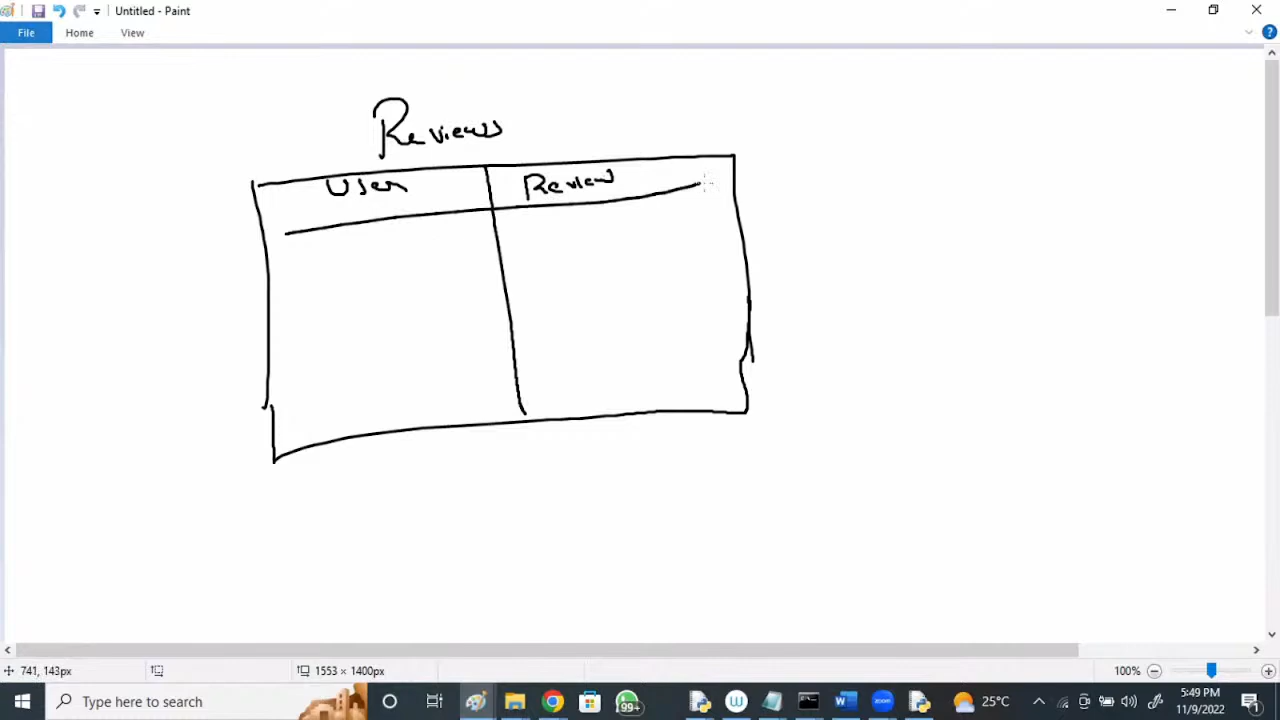 Untitled - Paint
File Home View
Reviews
User Review
741, 143px 1553 × 1400px 100%
Type here to search 99+ 25°C 5:49 PM
11/9/2022 1